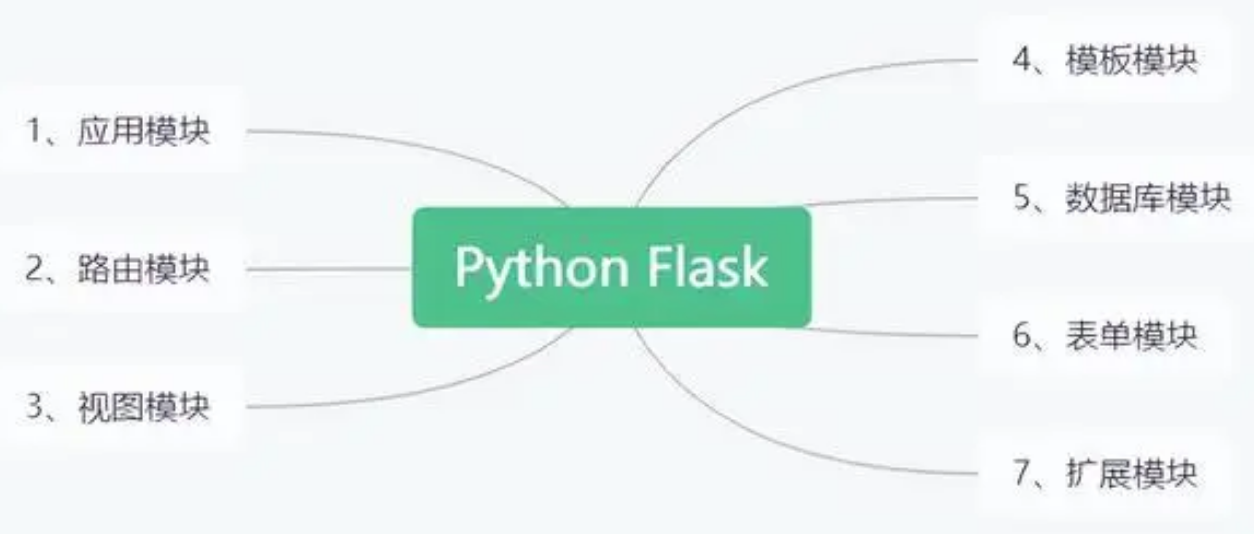 1、应用模块
2、路由模块
3、视图模块
Python Flask
4、模板模块
5、数据库模块
6、表单模块
7、扩展模块